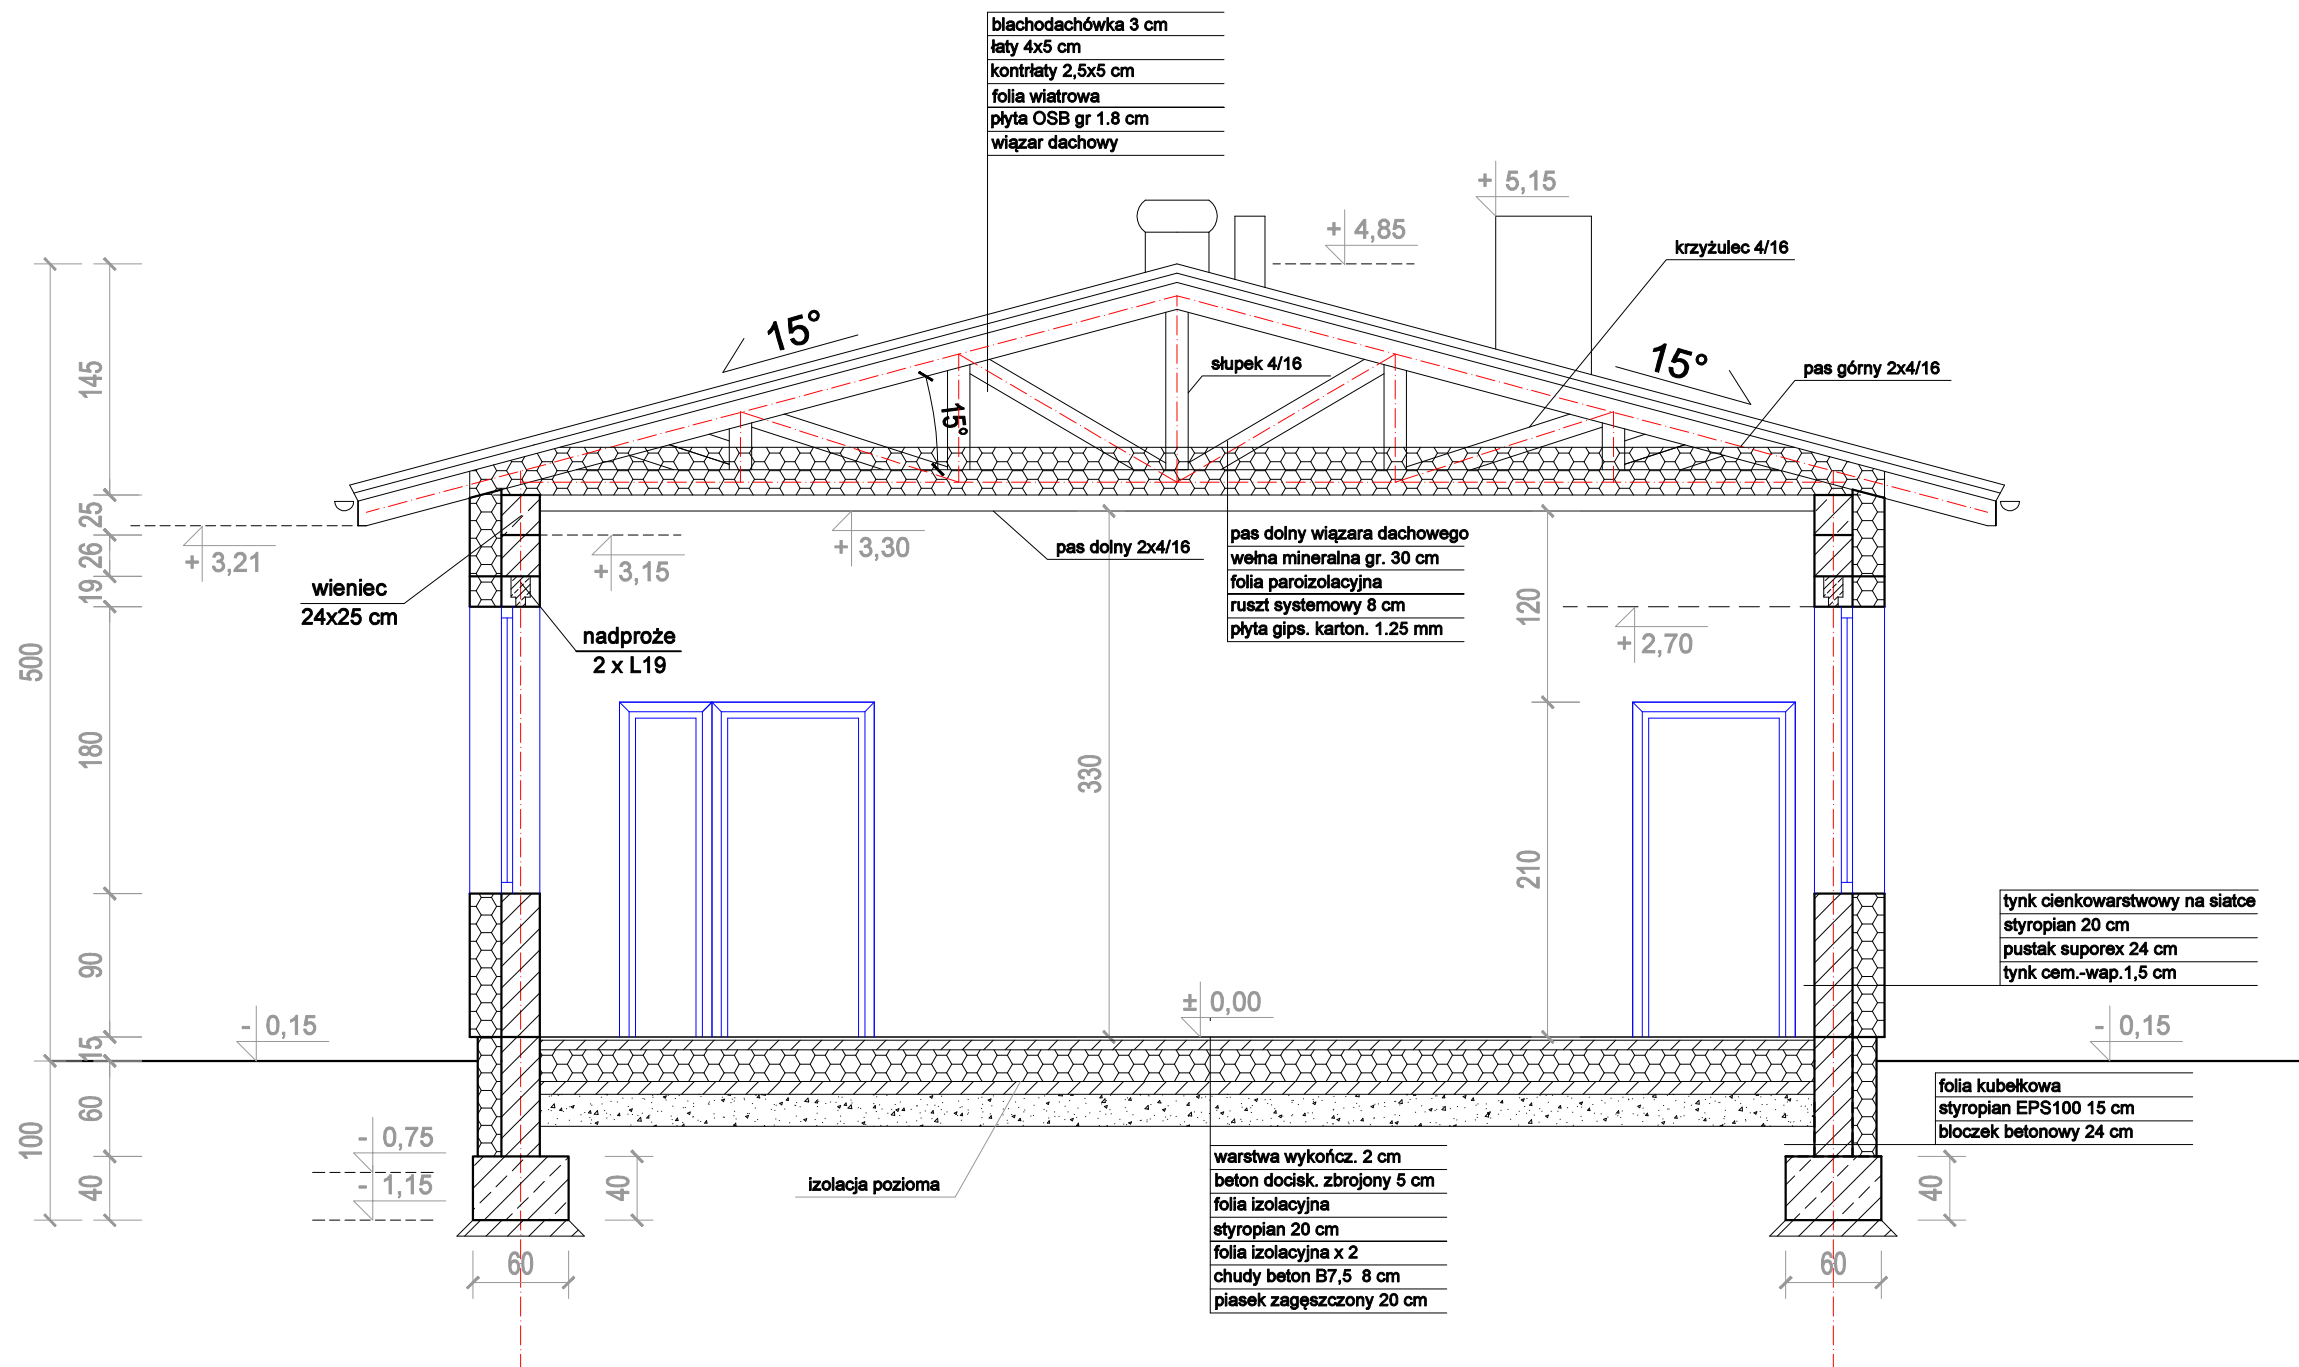 blachodachówka 3 cm
łaty 4x5 cm
kontrłaty 2,5x5 cm
folia wiatrowa
płyta OSB gr 1.8 cm
wiązar dachowy
+ 5,15
+ 4,85
krzyżulec 4/16
15°
15°
słupek 4/16
pas górny 2x4/16
15°
145
25
26
19
180
90
15
60
40
500
100
+ 3,21
+ 3,15
+ 3,30
pas dolny 2x4/16
wieniec
24x25 cm
nadproże
2 x L19
pas dolny wiązara dachowego
wełna mineralna gr. 30 cm
folia paroizolacyjna
ruszt systemowy 8 cm
płyta gips. karton. 1.25 mm
120
+ 2,70
330
210
tynk cienkowarstwowy na siatce
styropian 20 cm
pustak suporex 24 cm
tynk cem.-wap.1,5 cm
- 0,15
± 0,00
- 0,15
folia kubełkowa
styropian EPS100 15 cm
bloczek betonowy 24 cm
- 0,75
- 1,15
40
izolacja pozioma
warstwa wykończ. 2 cm
beton docisk. zbrojony 5 cm
folia izolacyjna
styropian 20 cm
folia izolacyjna x 2
chudy beton B7,5 8 cm
piasek zagęszczony 20 cm
40
60
60